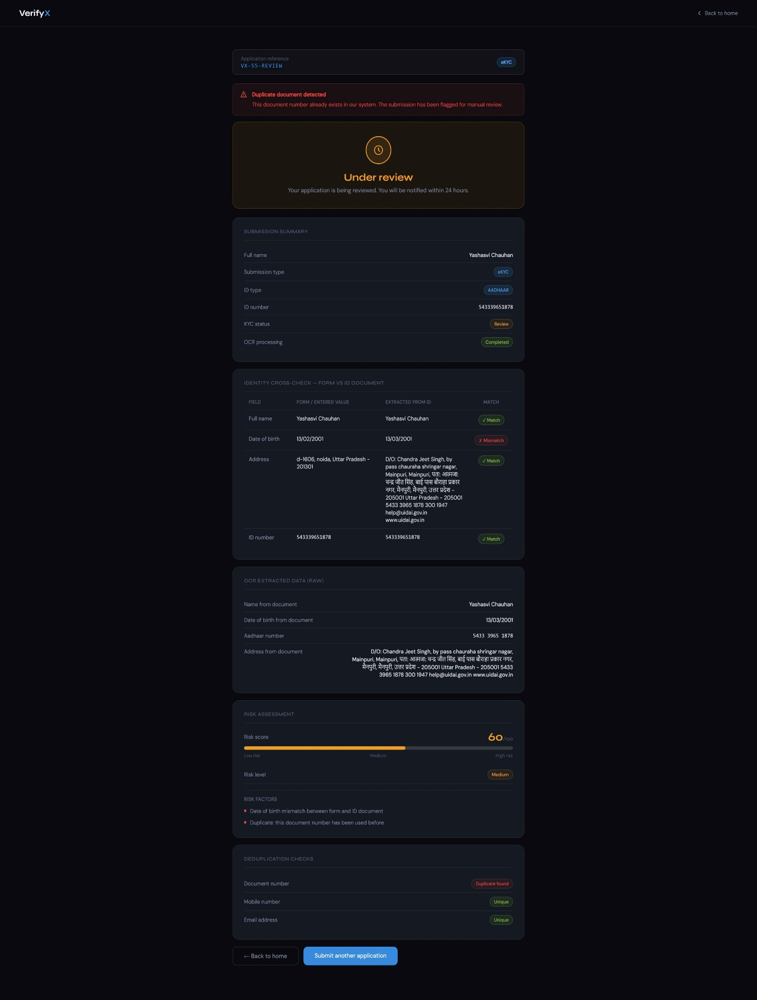 VerifyX
Back to home
Application reference
VX-55-REVIEW
eKYC
Duplicate document detected
This document number already exists in our system. The submission has been flagged for manual review.
Under review
Your application is being reviewed. You will be notified within 24 hours.
SUBMISSION SUMMARY
Full name Yashasvi Chauhan
Submission type eKYC
ID type AADHAAR
ID number 543339651878
KYC status Review
OCR processing Completed
IDENTITY CROSS-CHECK — FORM VS ID DOCUMENT
FIELD FORM / ENTERED VALUE EXTRACTED FROM ID MATCH
Full name Yashasvi Chauhan Yashasvi Chauhan ✓ Match
Date of birth 13/02/2001 13/03/2001 ✗ Mismatch
Address
d-1606, noida, Uttar Pradesh -
201301
D/O: Chandra Jeet Singh, by
pass chauraha shringar nagar,
Mainpuri, Mainpuri, पता: आत्मजा:
चन्द्र जीत सिंह, बाई पास बौराहा प्रकार
नगर, मैनपुरी, मैनपुरी, उत्तर प्रदेश -
205001 Uttar Pradesh - 205001
5433 3965 1878 300 1947
help@uidai.gov.in
www.uidai.gov.in
✓ Match
ID number 543339651878 543339651878 ✓ Match
OCR EXTRACTED DATA (RAW)
Name from document Yashasvi Chauhan
Date of birth from document 13/03/2001
Aadhaar number 5433 3965 1878
Address from document D/O: Chandra Jeet Singh, by pass chauraha shringar nagar,
Mainpuri, Mainpuri, पता: आत्मजा: चन्द्र जीत सिंह, बाई पास बौराहा प्रकार नगर,
मैनपुरी, मैनपुरी, उत्तर प्रदेश - 205001 Uttar Pradesh - 205001 5433
3965 1878 300 1947 help@uidai.gov.in www.uidai.gov.in
RISK ASSESSMENT
Risk score 60/100
Low risk Medium High risk
Risk level Medium
RISK FACTORS
Date of birth mismatch between form and ID document
Duplicate: this document number has been used before
DEDUPLICATION CHECKS
Document number Duplicate found
Mobile number Unique
Email address Unique
← Back to home
Submit another application